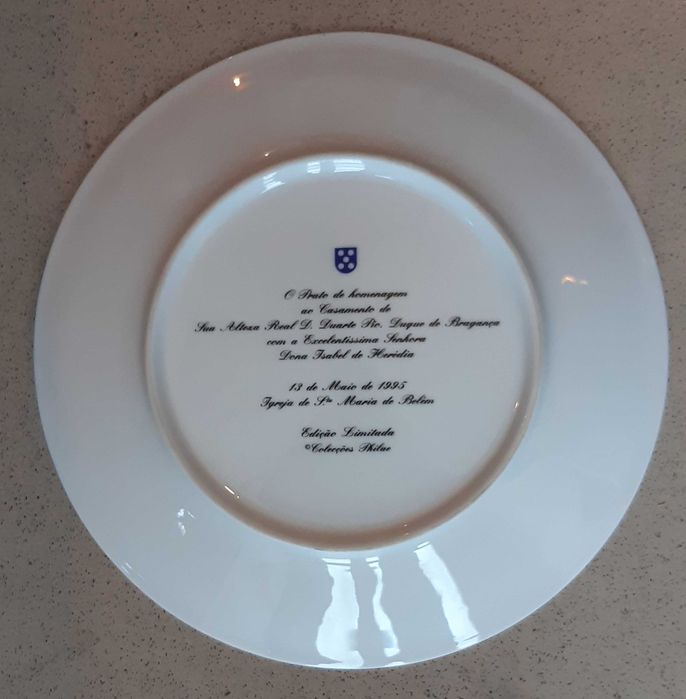 O Prato de homenagem
ao Casamento de
Sua Alteza Real D. Duarte Pio, Duque de Bragança
com a Excelentíssima Senhora
Dona Isabel de Herédia
13 de Maio de 1995
Igreja de S.ta Maria de Belém
Edição Limitada
©Colecções Philae